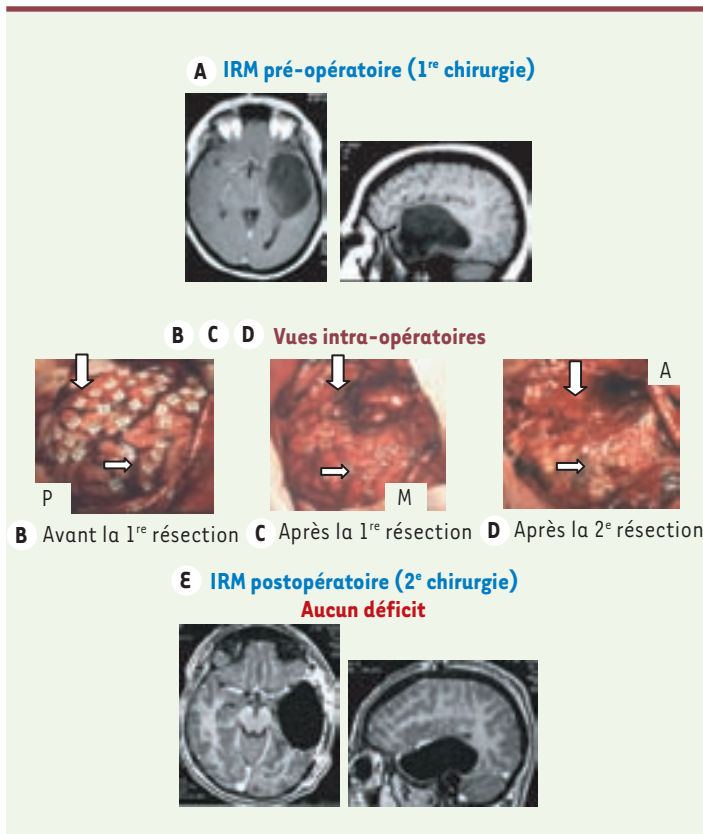 A IRM pré-opératoire (1re chirurgie)
B C D Vues intra-opératoires
P
M
A
B Avant la 1re résection C Après la 1re résection D Après la 2e résection
E IRM postopératoire (2e chirurgie)
Aucun déficit